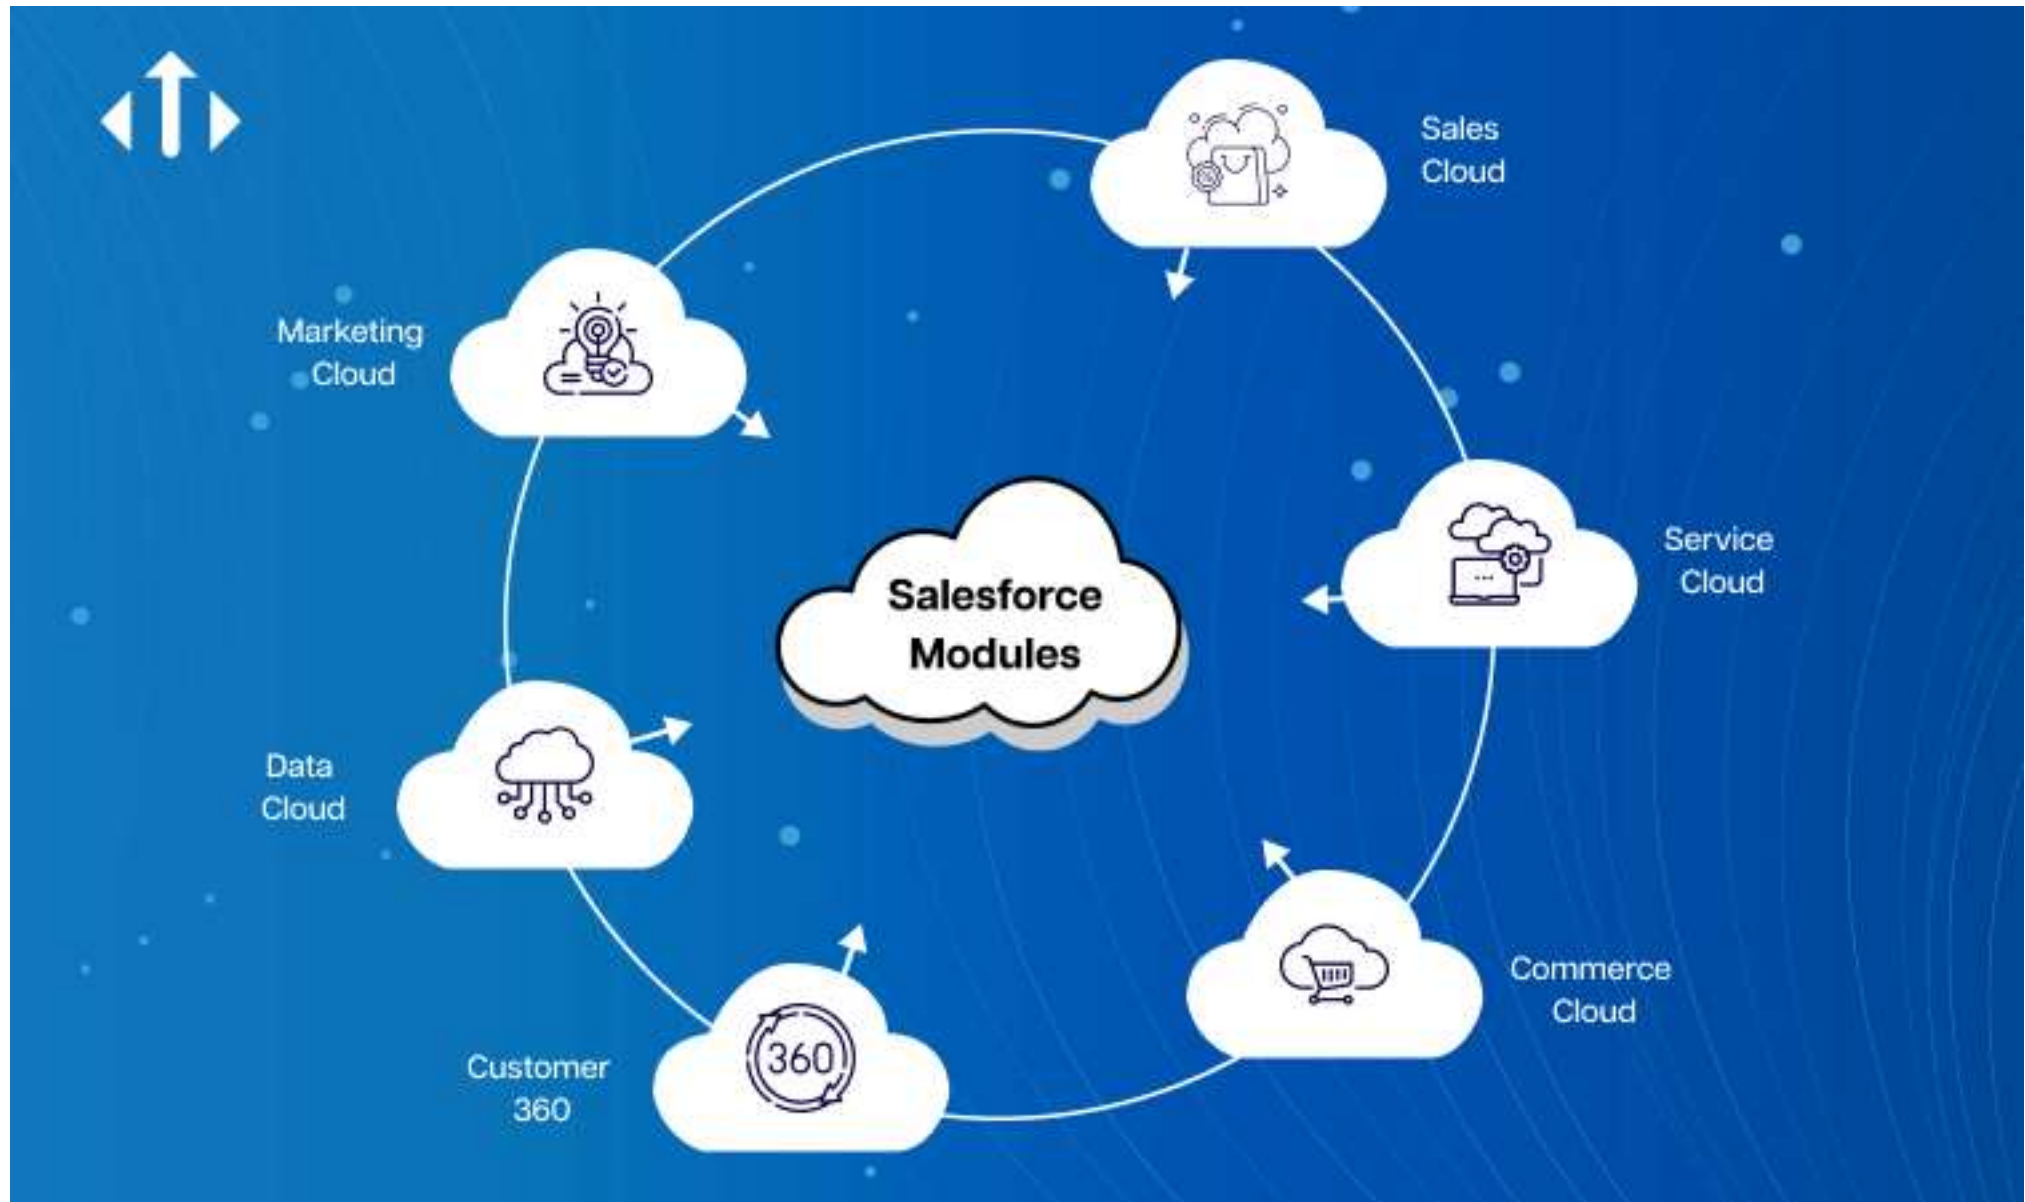 Sales
Cloud
Marketing
Cloud
Service
Cloud
Salesforce
Modules
Data
Cloud
Commerce
Cloud
Customer
360
360